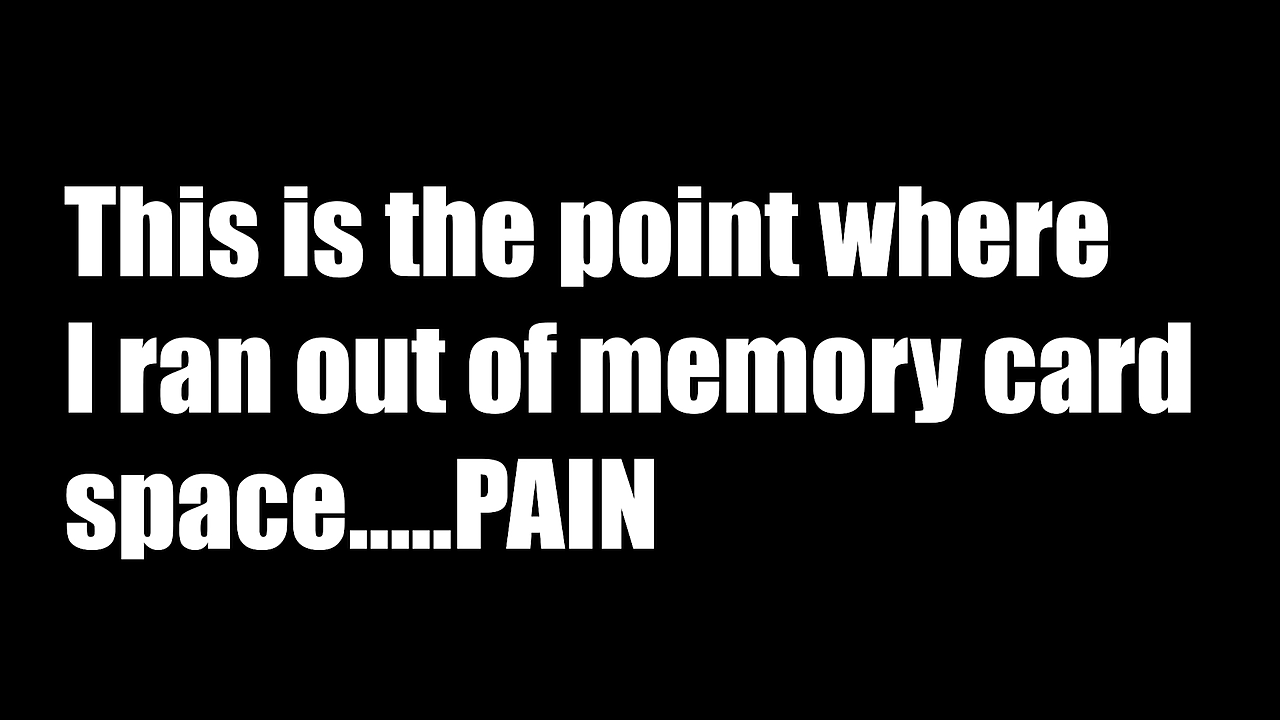 This is the point where
I ran out of memory card
space.....PAIN